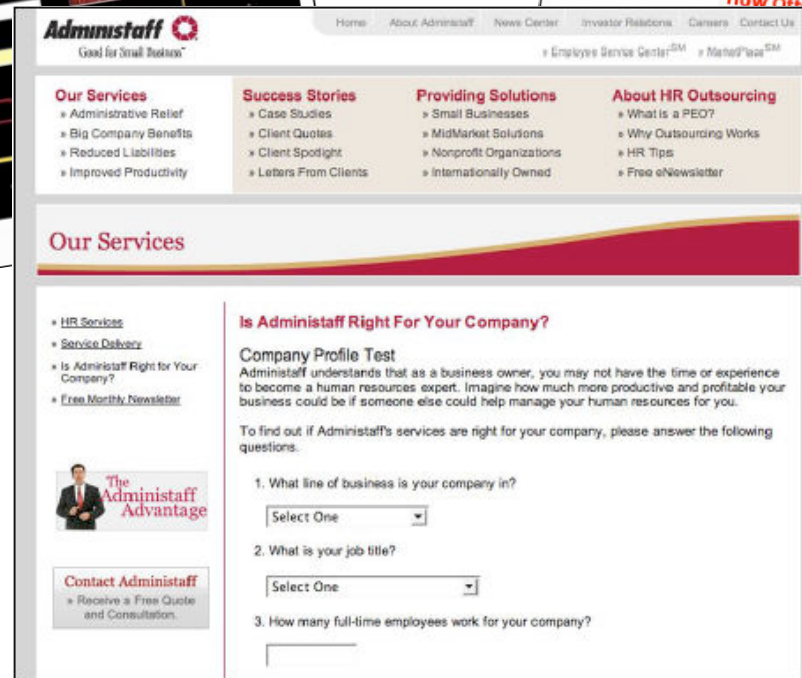 now Off
Administaff
Good for Small Business™
Home About Administaff News Center Investor Relations Careers Contact Us
» Employee Service Center℠ » MarketPlace℠
Our Services
» Administrative Relief
» Big Company Benefits
» Reduced Liabilities
» Improved Productivity
Success Stories
» Case Studies
» Client Quotes
» Client Spotlight
» Letters From Clients
Providing Solutions
» Small Businesses
» MidMarket Solutions
» Nonprofit Organizations
» Internationally Owned
About HR Outsourcing
» What is a PEO?
» Why Outsourcing Works
» HR Tips
» Free eNewsletter
Our Services
» HR Services
» Service Delivery
» Is Administaff Right for Your
Company?
» Free Monthly Newsletter
The
Administaff
Advantage
Contact Administaff
» Receive a Free Quote
and Consultation.
Is Administaff Right For Your Company?
Company Profile Test
Administaff understands that as a business owner, you may not have the time or experience
to become a human resources expert. Imagine how much more productive and profitable your
business could be if someone else could help manage your human resources for you.
To find out if Administaff's services are right for your company, please answer the following
questions.
1. What line of business is your company in?
Select One
2. What is your job title?
Select One
3. How many full-time employees work for your company?